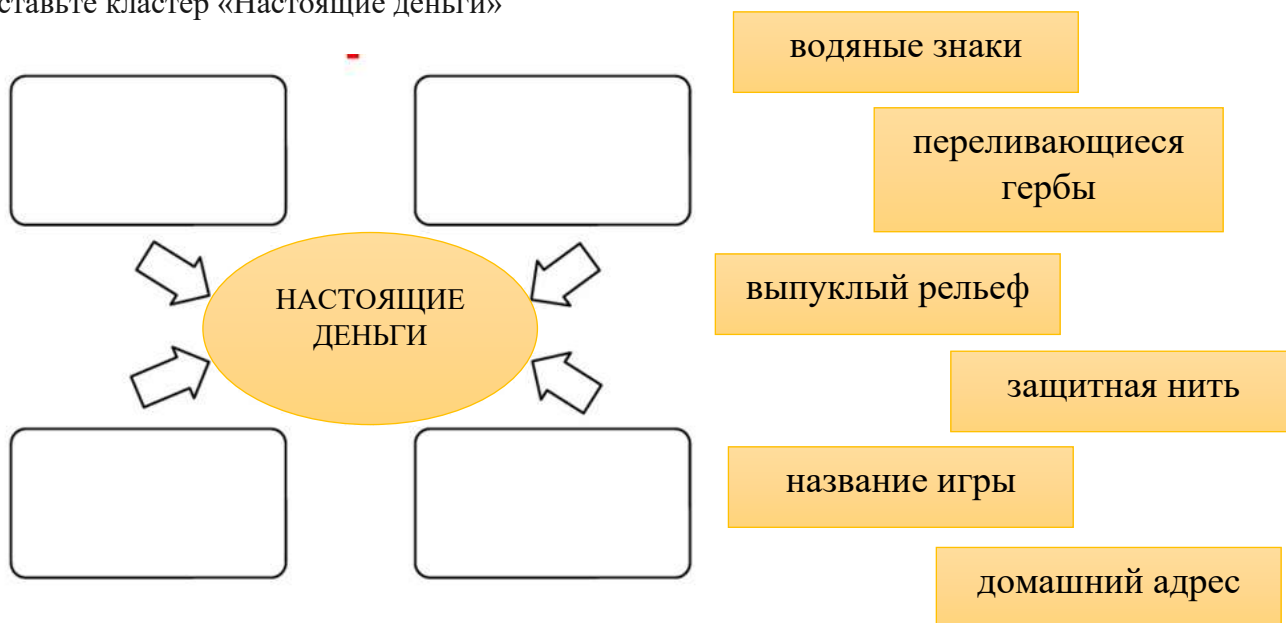 ставьте кластер «Настоящие деньги»
водяные знаки
переливающиеся
гербы
выпуклый рельеф
НАСТОЯЩИЕ
ДЕНЬГИ
защитная нить
название игры
домашний адрес